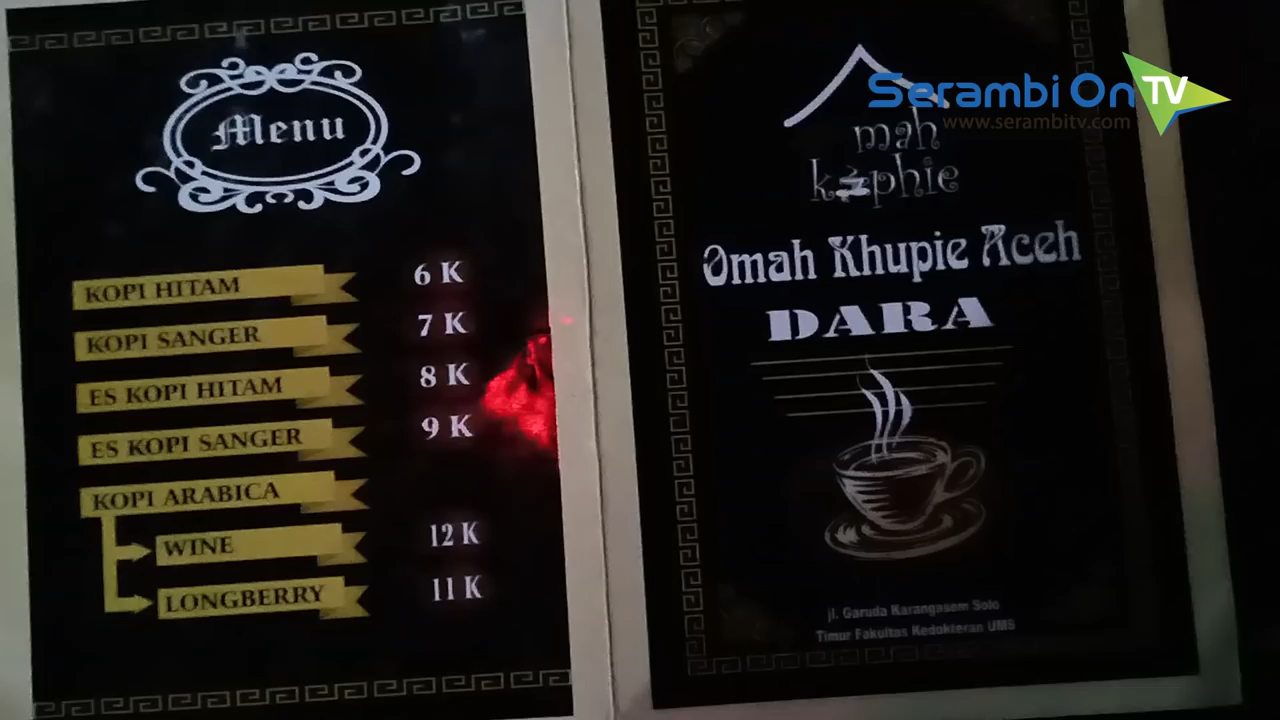 Menu
KOPI HITAM 6 K
KOPI SANGER 7 K
ES KOPI HITAM 8 K
ES KOPI SANGER 9 K
KOPI ARABICA
WINE 12 K
LONGBERRY 11 K
Serambi On TV
www.serambitv.com
mah
kophie
Omah Khupie Aceh
DARA
jl. Garuda Karangasem Solo
Timur Fakultas Kedokteran UMS